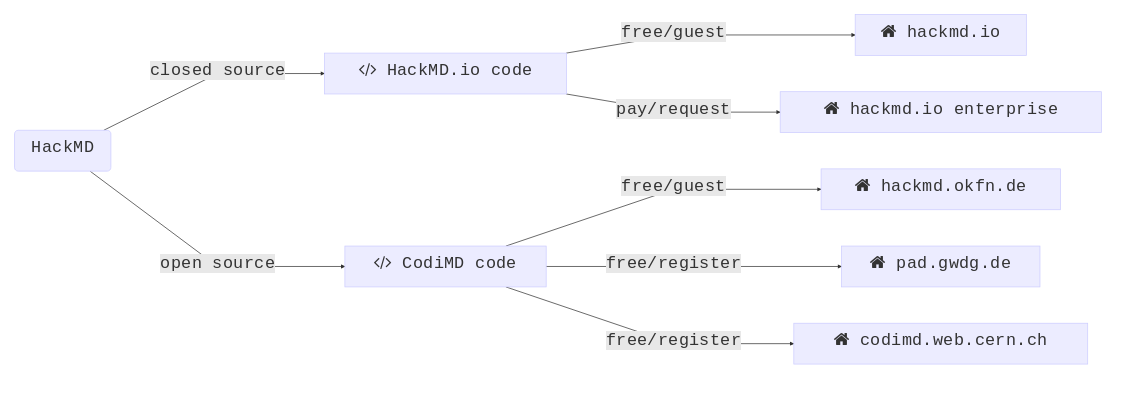 free/guest
hackmd.io
closed source
</> HackMD.io code
pay/request
hackmd.io enterprise
HackMD
free/guest
hackmd.okfn.de
open source
</> CodiMD code
free/register
pad.gwdg.de
free/register
codimd.web.cern.ch